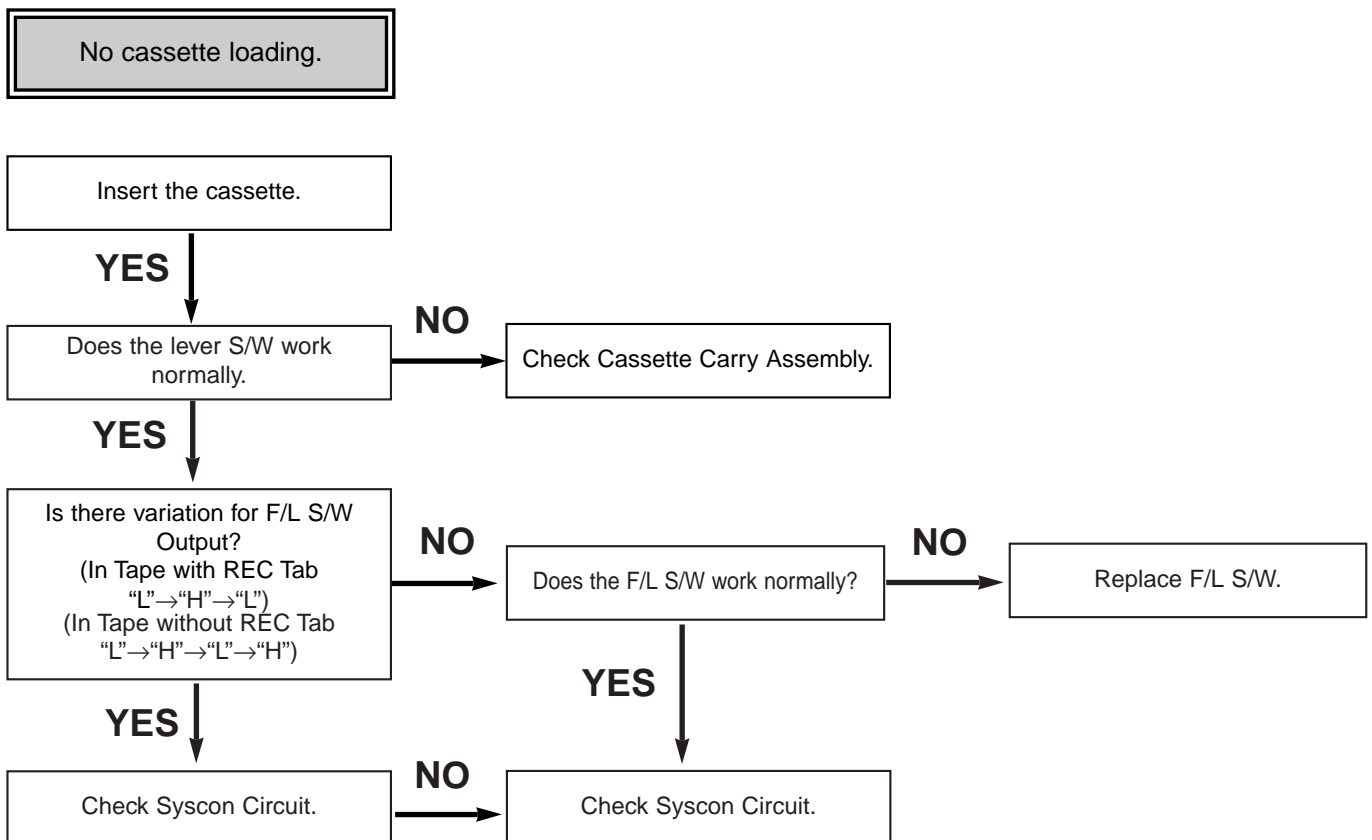 No cassette loading.
Insert the cassette.
YES
Does the lever S/W work
normally.
NO
Check Cassette Carry Assembly.
YES
Is there variation for F/L S/W
Output?
(In Tape with REC Tab
“L”→“H”→“L”)
(In Tape without REC Tab
“L”→“H”→“L”→“H”)
NO
Does the F/L S/W work normally?
NO
Replace F/L S/W.
YES
YES
Check Syscon Circuit.
NO
Check Syscon Circuit.